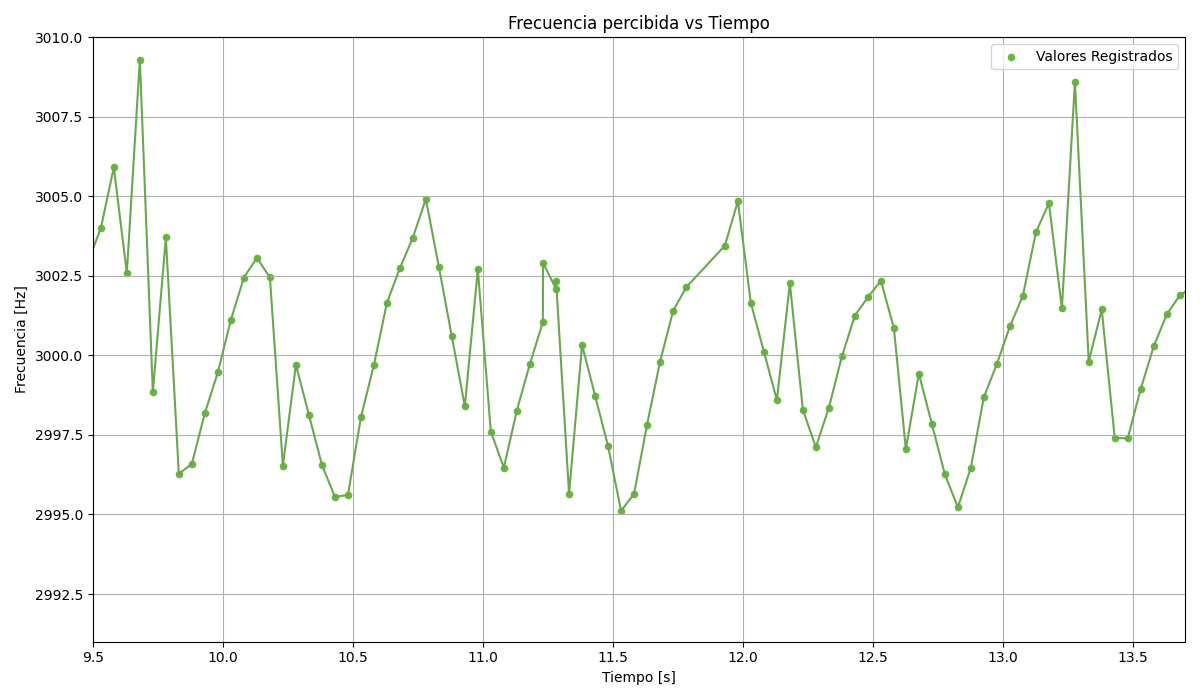 Frecuencia percibida vs Tiempo
Valores Registrados
Frecuencia [Hz]
3010.0
3007.5
3005.0
3002.5
3000.0
2997.5
2995.0
2992.5
9.5 10.0 10.5 11.0 11.5 12.0 12.5 13.0 13.5
Tiempo [s]